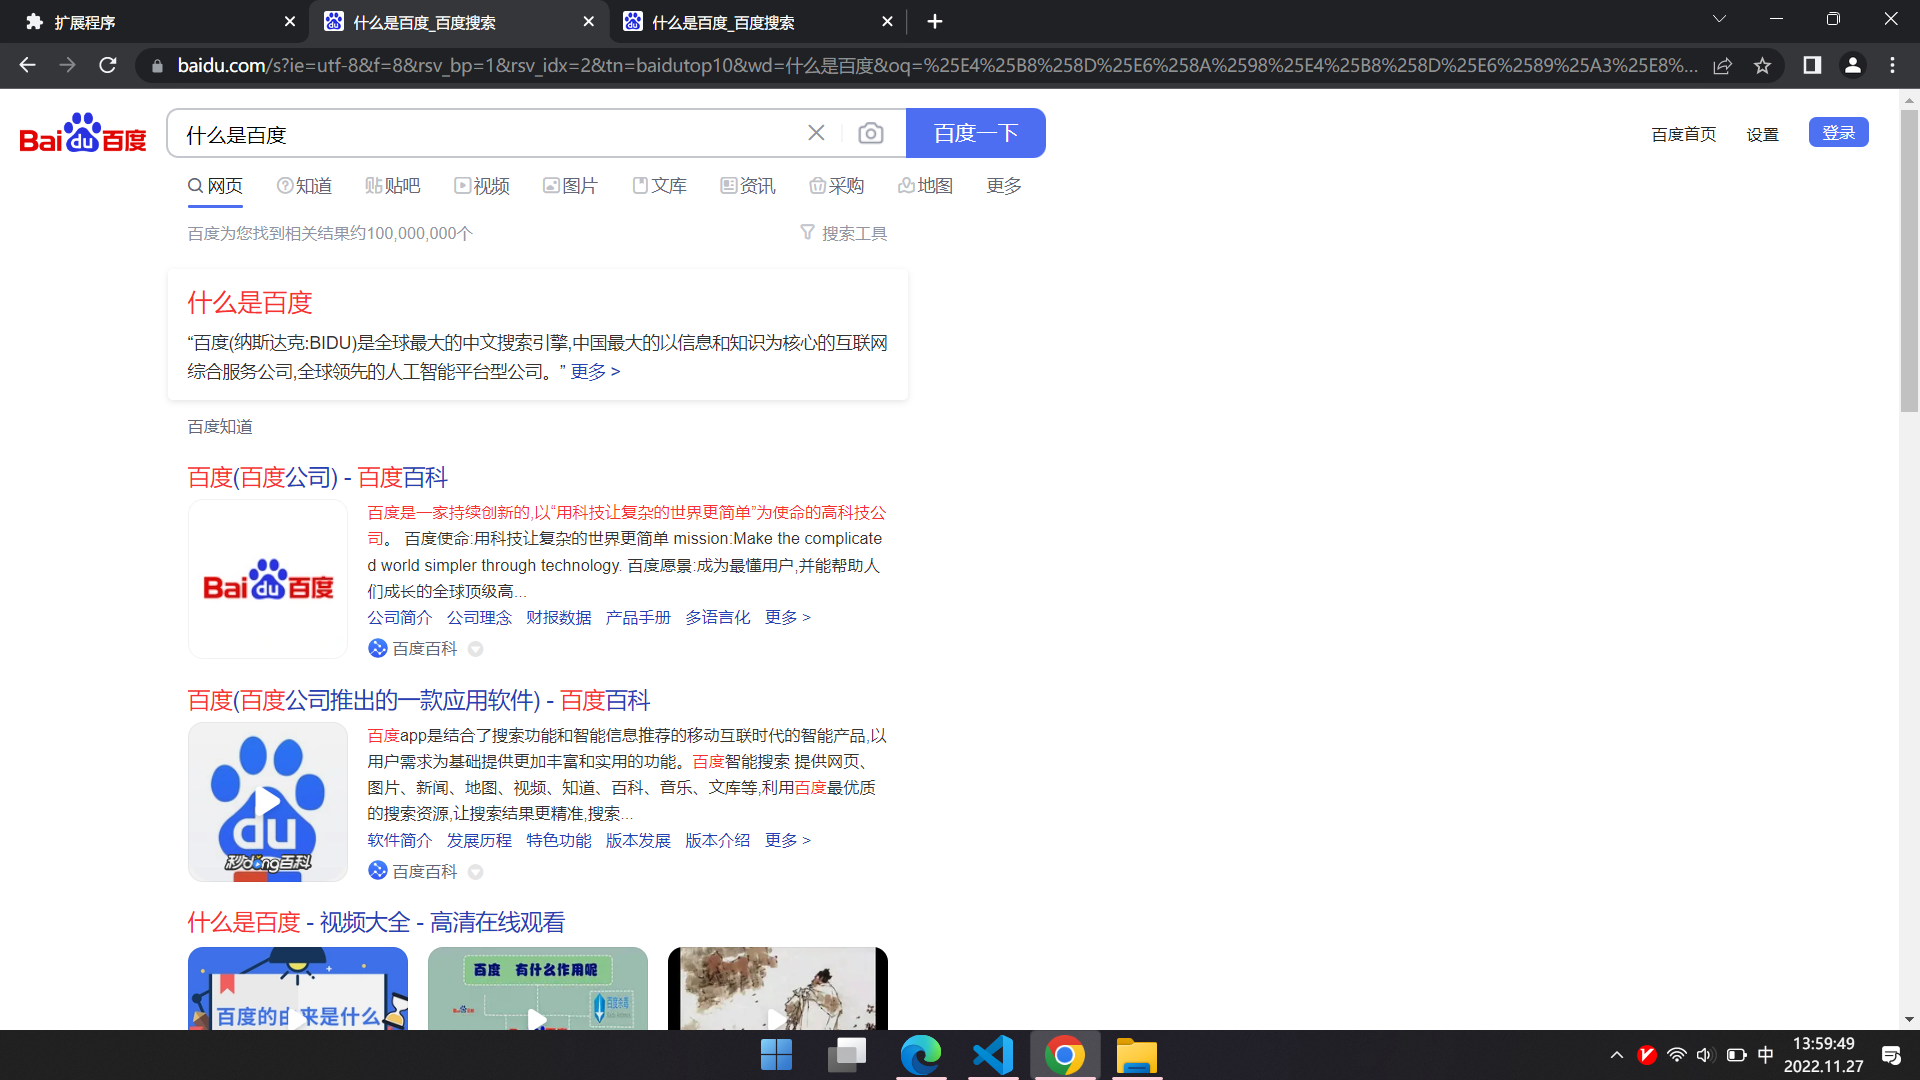 扩展程序
什么是百度_百度搜索
什么是百度_百度搜索
baidu.com/s?ie=utf-8&f=8&rsv_bp=1&rsv_idx=2&tn=baidutop10&wd=什么是百度&oq=%25E4%25B8%258D%25E6%258A%2598%25E4%25B8%258D%25E6%2589%25A3%25E8%...
Bai du 百度
什么是百度
百度一下
百度首页 设置 登录
网页 知道 贴吧 视频 图片 文库 资讯 采购 地图 更多
百度为您找到相关结果约100,000,000个
搜索工具
什么是百度
“百度(纳斯达克:BIDU)是全球最大的中文搜索引擎,中国最大的以信息和知识为核心的互联网
综合服务公司,全球领先的人工智能平台型公司。” 更多 >
百度知道
百度(百度公司) - 百度百科
Bai du 百度
百度是一家持续创新的,以“用科技让复杂的世界更简单”为使命的高科技公
司。 百度使命:用科技让复杂的世界更简单 mission:Make the complicate
d world simpler through technology. 百度愿景:成为最懂用户,并能帮助人
们成长的全球顶级高...
公司简介 公司理念 财报数据 产品手册 多语言化 更多 >
百度百科
百度(百度公司推出的一款应用软件) - 百度百科
du
秒dong百科
百度app是结合了搜索功能和智能信息推荐的移动互联时代的智能产品,以
用户需求为基础提供更加丰富和实用的功能。百度智能搜索 提供网页、
图片、新闻、地图、视频、知道、百科、音乐、文库等,利用百度最优质
的搜索资源,让搜索结果更精准,搜索...
软件简介 发展历程 特色功能 版本发展 版本介绍 更多 >
百度百科
什么是百度 - 视频大全 - 高清在线观看
百度的由来是什么
百度 有什么作用呢
中
13:59:49
2022.11.27